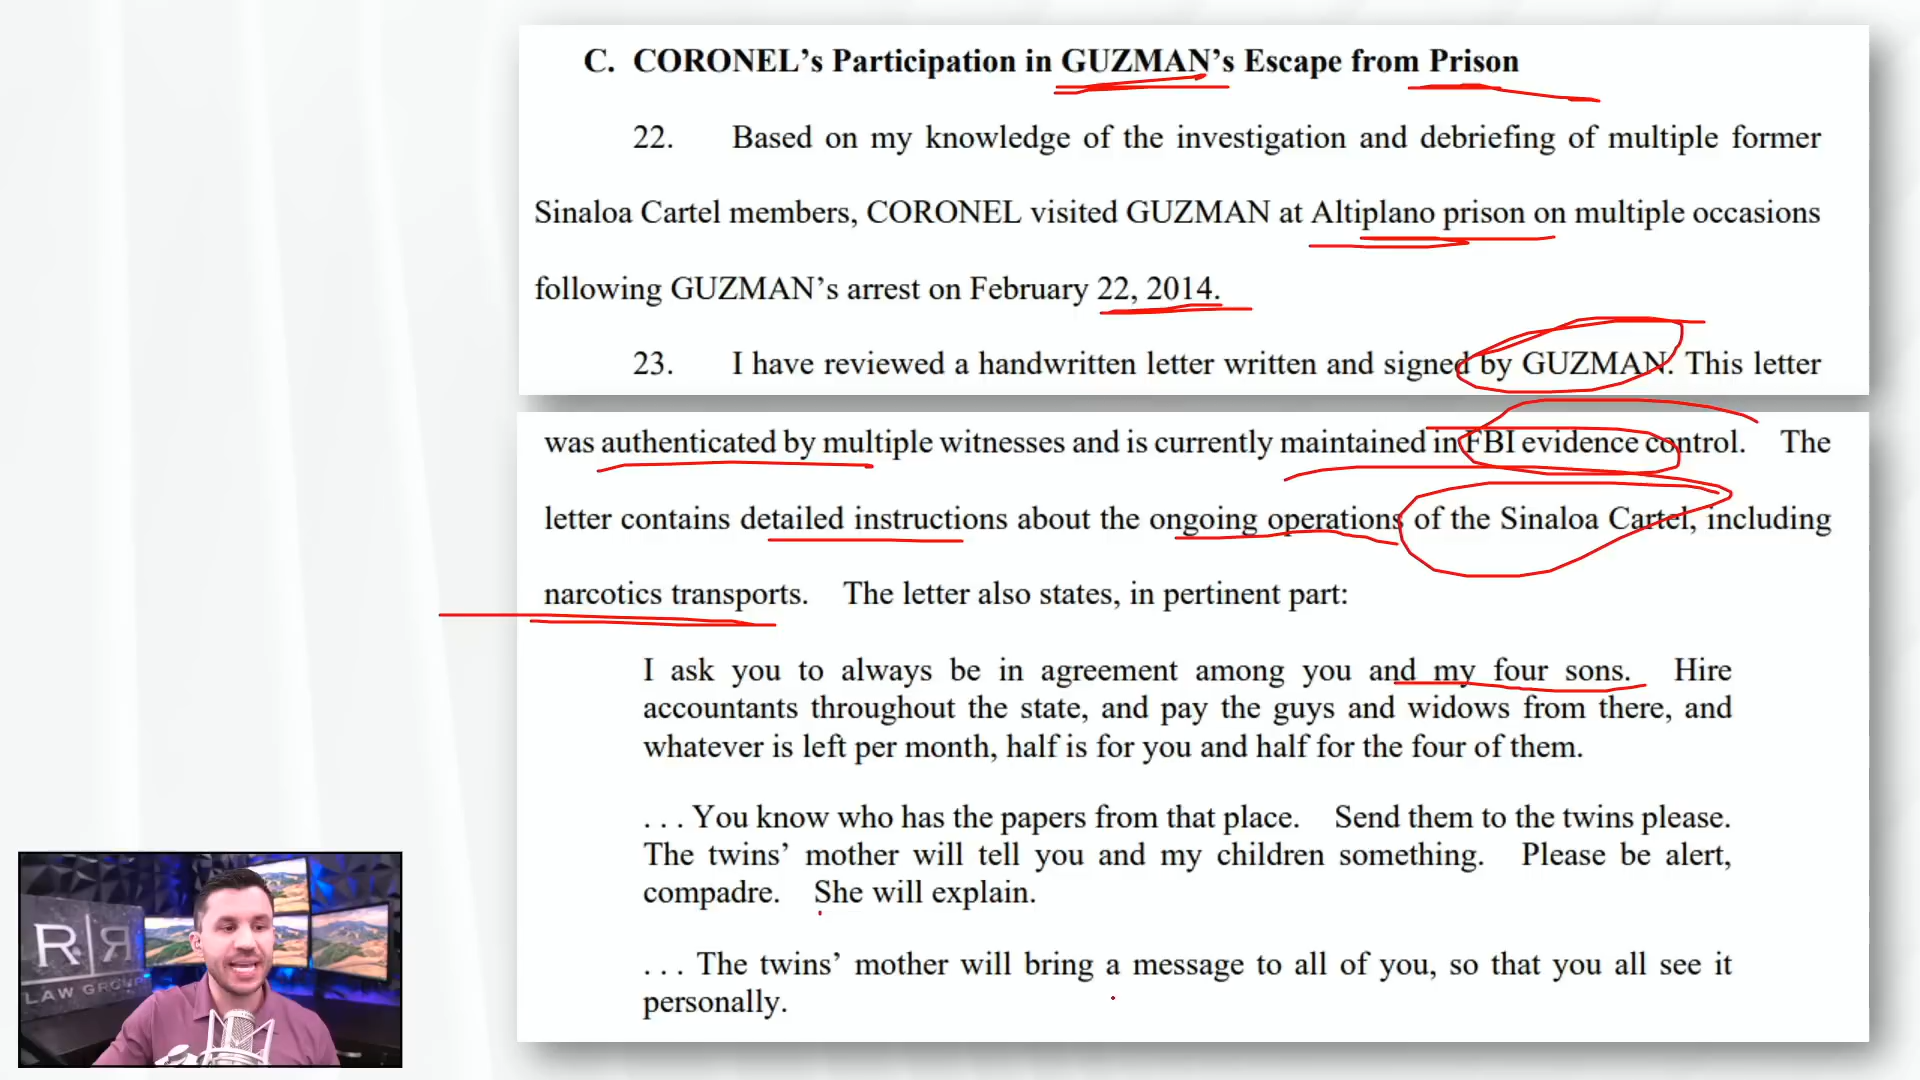 C. CORONEL’s Participation in GUZMAN’s Escape from Prison
22. Based on my knowledge of the investigation and debriefing of multiple former
Sinaloa Cartel members, CORONEL visited GUZMAN at Altiplano prison on multiple occasions
following GUZMAN’s arrest on February 22, 2014.
23. I have reviewed a handwritten letter written and signed by GUZMAN. This letter
was authenticated by multiple witnesses and is currently maintained in FBI evidence control. The
letter contains detailed instructions about the ongoing operations of the Sinaloa Cartel, including
narcotics transports. The letter also states, in pertinent part:
I ask you to always be in agreement among you and my four sons. Hire
accountants throughout the state, and pay the guys and widows from there, and
whatever is left per month, half is for you and half for the four of them.
. . . You know who has the papers from that place. Send them to the twins please.
The twins’ mother will tell you and my children something. Please be alert,
compadre. She will explain.
. . . The twins’ mother will bring a message to all of you, so that you all see it
personally.
R|R
LAW GROUP